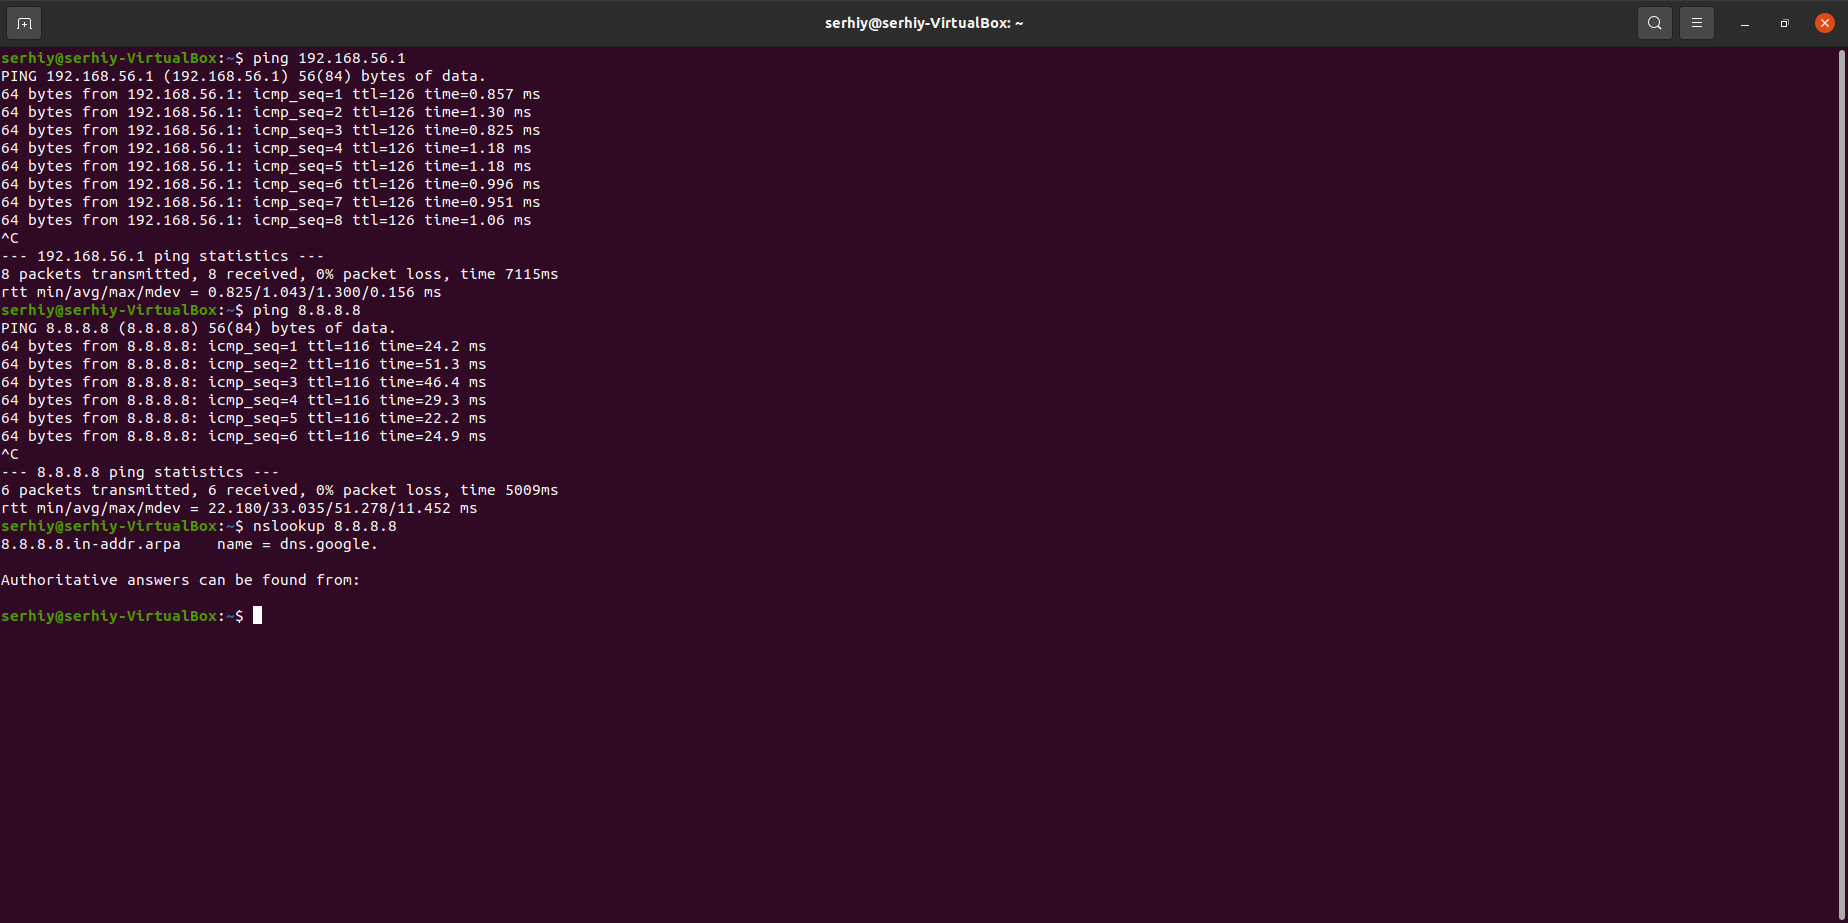 serhiy@serhiy-VirtualBox: ~
serhiy@serhiy-VirtualBox:~$ ping 192.168.56.1
PING 192.168.56.1 (192.168.56.1) 56(84) bytes of data.
64 bytes from 192.168.56.1: icmp_seq=1 ttl=126 time=0.857 ms
64 bytes from 192.168.56.1: icmp_seq=2 ttl=126 time=1.30 ms
64 bytes from 192.168.56.1: icmp_seq=3 ttl=126 time=0.825 ms
64 bytes from 192.168.56.1: icmp_seq=4 ttl=126 time=1.18 ms
64 bytes from 192.168.56.1: icmp_seq=5 ttl=126 time=1.18 ms
64 bytes from 192.168.56.1: icmp_seq=6 ttl=126 time=0.996 ms
64 bytes from 192.168.56.1: icmp_seq=7 ttl=126 time=0.951 ms
64 bytes from 192.168.56.1: icmp_seq=8 ttl=126 time=1.06 ms
^C
--- 192.168.56.1 ping statistics ---
8 packets transmitted, 8 received, 0% packet loss, time 7115ms
rtt min/avg/max/mdev = 0.825/1.043/1.300/0.156 ms
serhiy@serhiy-VirtualBox:~$ ping 8.8.8.8
PING 8.8.8.8 (8.8.8.8) 56(84) bytes of data.
64 bytes from 8.8.8.8: icmp_seq=1 ttl=116 time=24.2 ms
64 bytes from 8.8.8.8: icmp_seq=2 ttl=116 time=51.3 ms
64 bytes from 8.8.8.8: icmp_seq=3 ttl=116 time=46.4 ms
64 bytes from 8.8.8.8: icmp_seq=4 ttl=116 time=29.3 ms
64 bytes from 8.8.8.8: icmp_seq=5 ttl=116 time=22.2 ms
64 bytes from 8.8.8.8: icmp_seq=6 ttl=116 time=24.9 ms
^C
--- 8.8.8.8 ping statistics ---
6 packets transmitted, 6 received, 0% packet loss, time 5009ms
rtt min/avg/max/mdev = 22.180/33.035/51.278/11.452 ms
serhiy@serhiy-VirtualBox:~$ nslookup 8.8.8.8
8.8.8.8.in-addr.arpa    name = dns.google.
Authoritative answers can be found from:
serhiy@serhiy-VirtualBox:~$